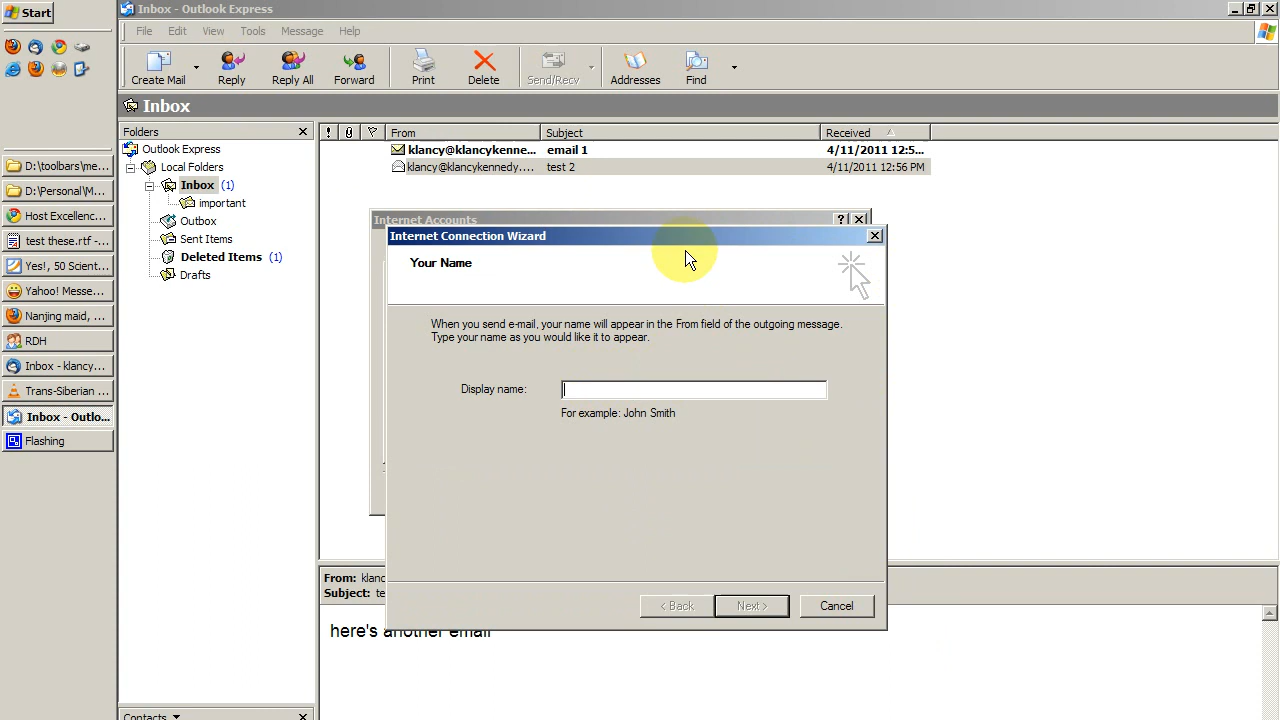 Start
Inbox - Outlook Express
File Edit View Tools Message Help
Create Mail Reply Reply All Forward Print Delete Send/Recv Addresses Find
Inbox
D:\toolbars\me...
D:\Personal\M...
Host Excellenc...
test these.rtf -...
Yes!, 50 Scient...
Yahoo! Messe...
Nanjing maid, ...
RDH
Inbox - klancy...
Trans-Siberian ...
Inbox - Outlo...
Flashing
Folders
Outlook Express
Local Folders
Inbox (1)
important
Outbox
Sent Items
Deleted Items (1)
Drafts
Contacts
! From Subject Received
klancy@klancykenne... email 1 4/11/2011 12:5...
klancy@klancykennedy.... test 2 4/11/2011 12:56 PM
Internet Accounts ?
Internet Connection Wizard
Your Name
When you send e-mail, your name will appear in the From field of the outgoing message.
Type your name as you would like it to appear.
Display name:
For example: John Smith
< Back Next > Cancel
From: klanc
Subject: te
here's another email